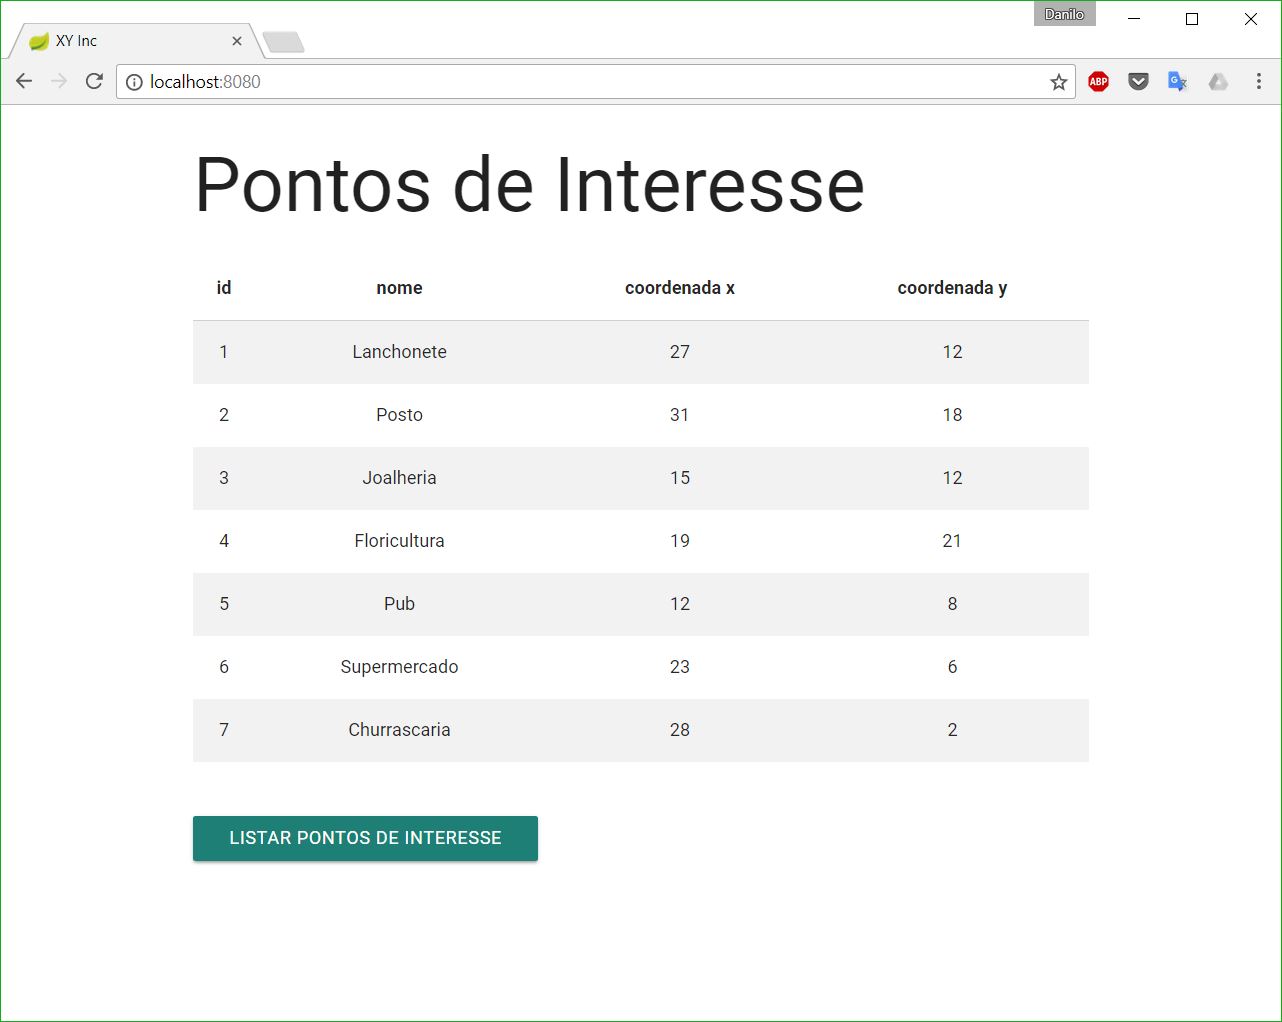 Danilo
XY Inc
localhost:8080
ABP
Pontos de Interesse
id nome coordenada x coordenada y
1 Lanchonete 27 12
2 Posto 31 18
3 Joalheria 15 12
4 Floricultura 19 21
5 Pub 12 8
6 Supermercado 23 6
7 Churrascaria 28 2
LISTAR PONTOS DE INTERESSE